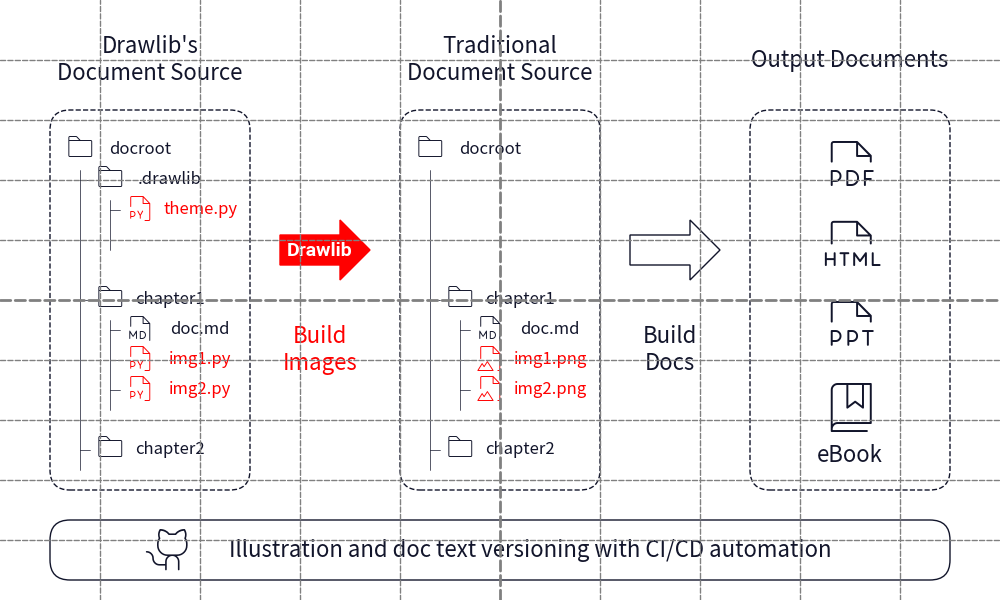 Drawlib's
Document Source
Traditional
Document Source
Output Documents
docroot
.drawlib
PY
theme.py
chapter1
MD
doc.md
PY
img1.py
PY
img2.py
chapter2
Drawlib
Build
Images
docroot
chapter1
MD
doc.md
img1.png
img2.png
chapter2
Build
Docs
PDF
HTML
PPT
eBook
Illustration and doc text versioning with CI/CD automation